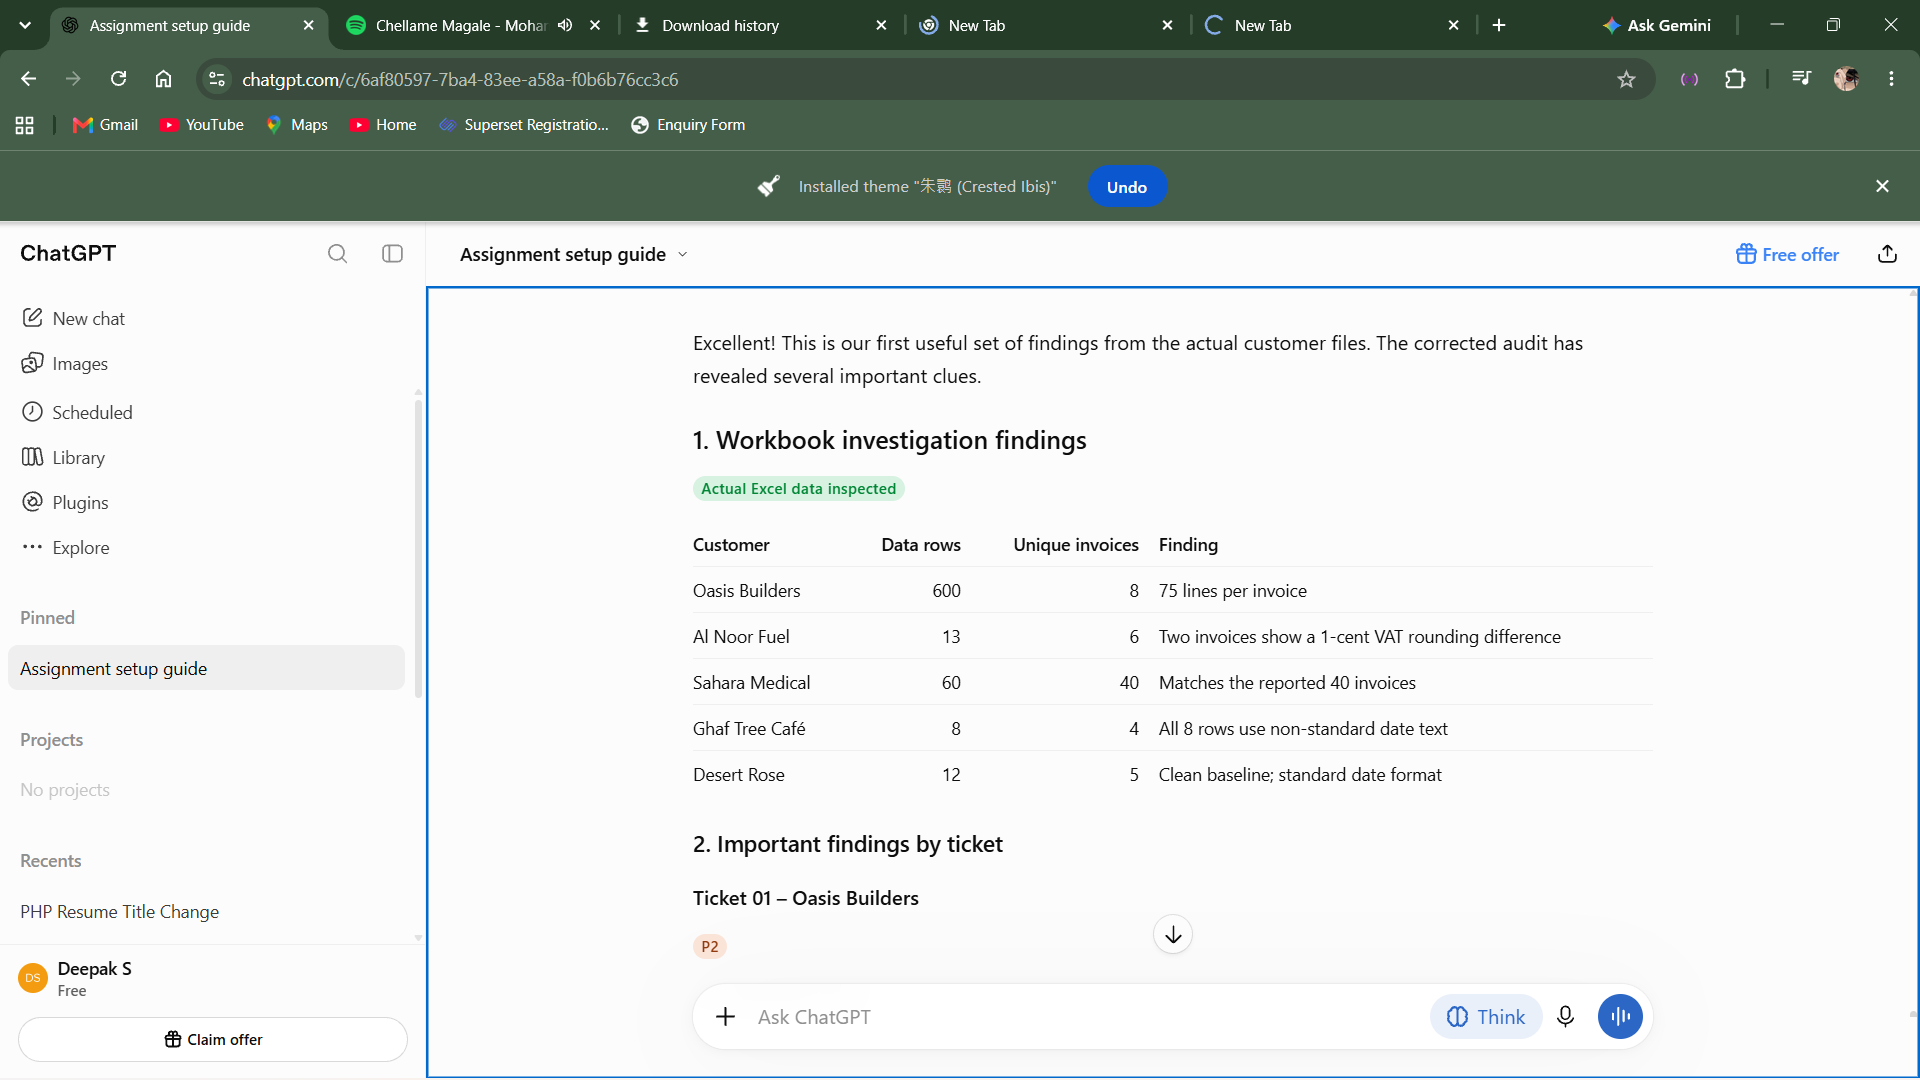 Assignment setup guide
Chellame Magale - Mohan
Download history
New Tab
New Tab
Ask Gemini
chatgpt.com/c/6af80597-7ba4-83ee-a58a-f0b6b76cc3c6
Gmail
YouTube
Maps
Home
Superset Registratio...
Enquiry Form
Installed theme "朱鹮 (Crested Ibis)"
Undo
ChatGPT
New chat
Images
Scheduled
Library
Plugins
Explore
Pinned
Assignment setup guide
Projects
No projects
Recents
PHP Resume Title Change
DS
Deepak S
Free
Claim offer
Assignment setup guide
Free offer
Excellent! This is our first useful set of findings from the actual customer files. The corrected audit has
revealed several important clues.
1. Workbook investigation findings
Actual Excel data inspected
Customer Data rows Unique invoices Finding
Oasis Builders 600 8 75 lines per invoice
Al Noor Fuel 13 6 Two invoices show a 1-cent VAT rounding difference
Sahara Medical 60 40 Matches the reported 40 invoices
Ghaf Tree Café 8 4 All 8 rows use non-standard date text
Desert Rose 12 5 Clean baseline; standard date format
2. Important findings by ticket
Ticket 01 – Oasis Builders
P2
Ask ChatGPT
Think